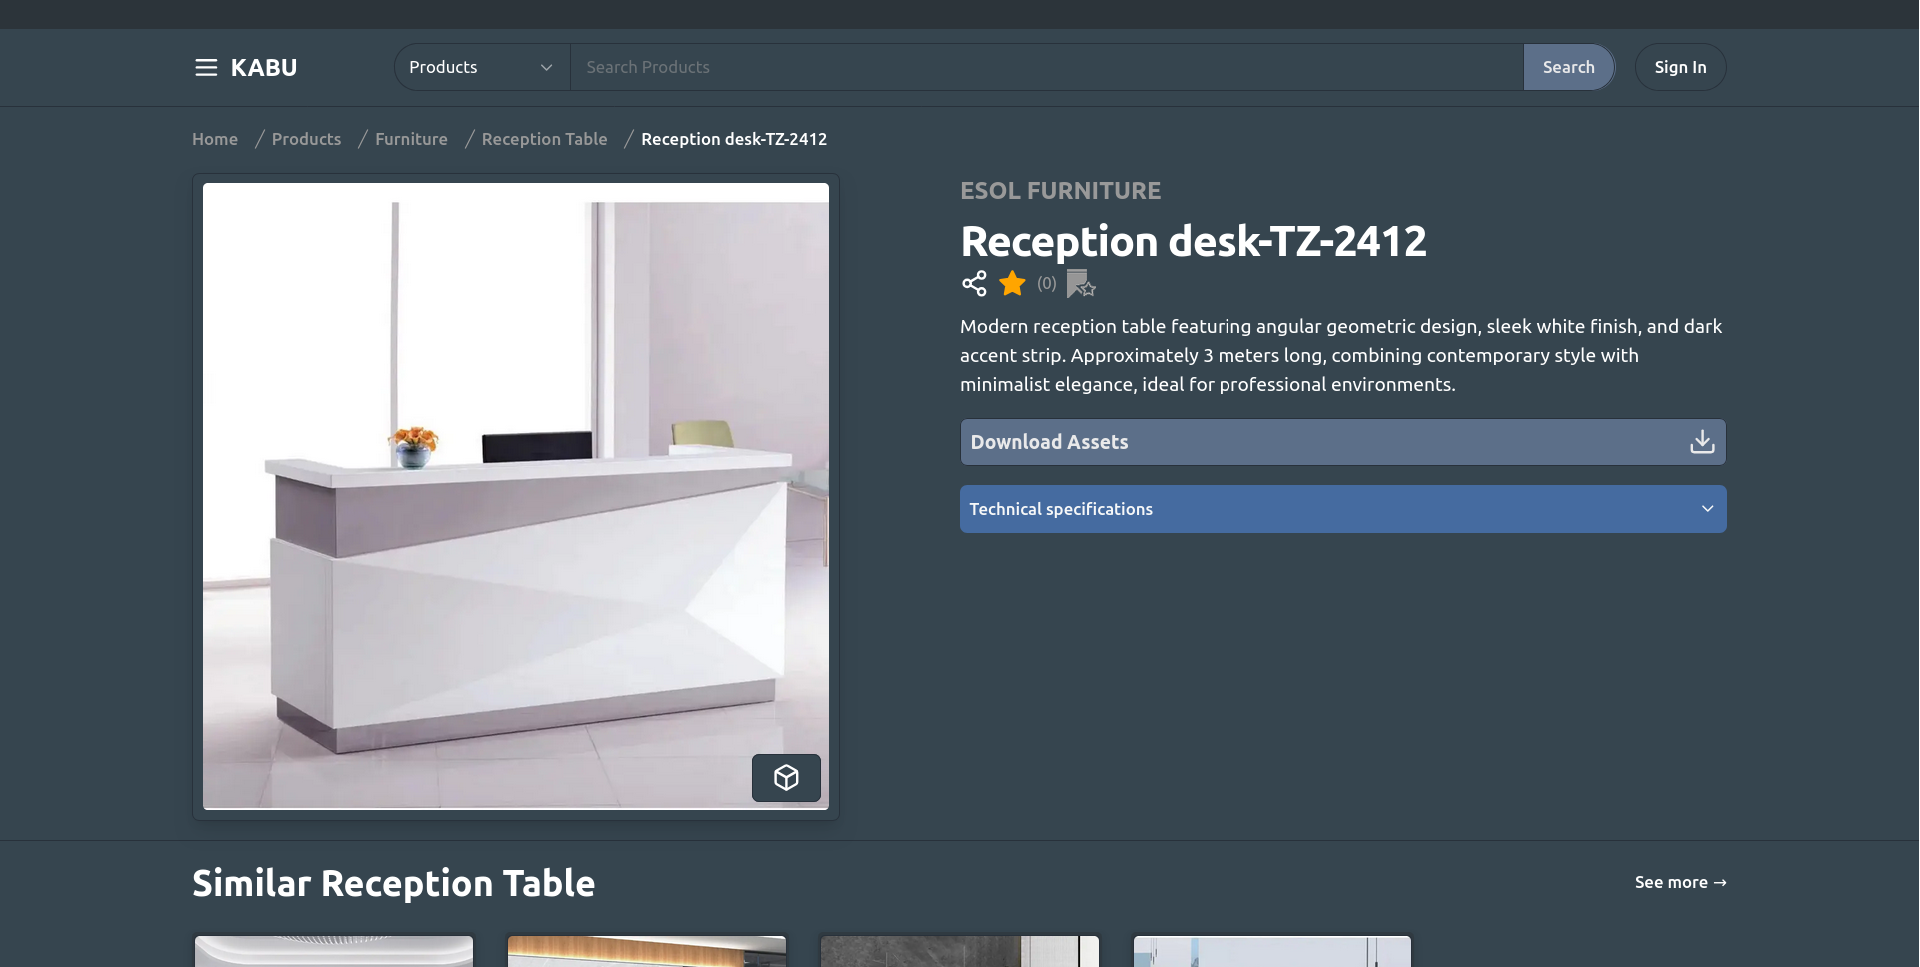 KABU
Products
Search Products
Search
Sign In
Home / Products / Furniture / Reception Table / Reception desk-TZ-2412
ESOL FURNITURE
Reception desk-TZ-2412
(0)
Modern reception table featuring angular geometric design, sleek white finish, and dark
accent strip. Approximately 3 meters long, combining contemporary style with
minimalist elegance, ideal for professional environments.
Download Assets
Technical specifications
Similar Reception Table
See more →